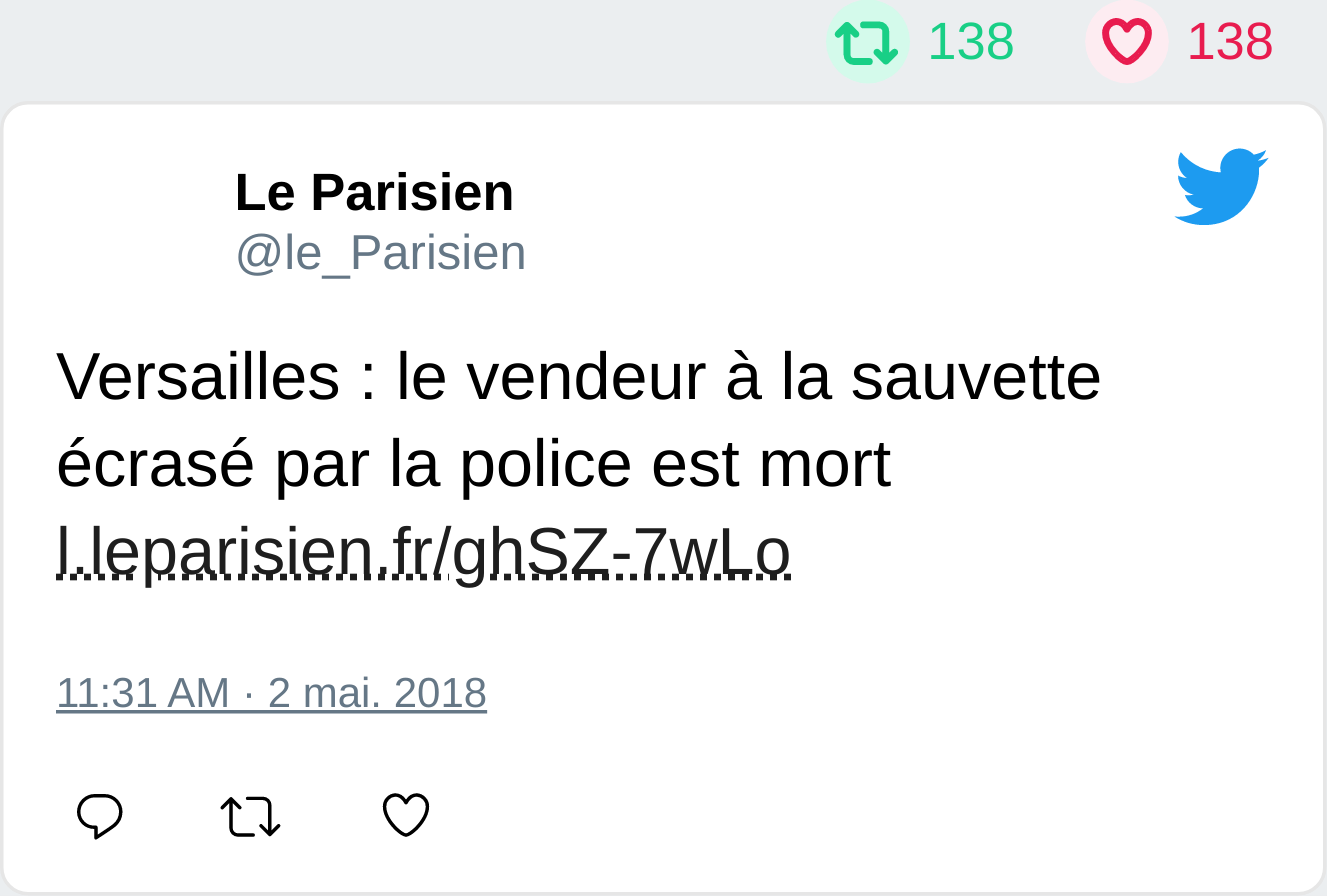 138 138
Le Parisien
@le_Parisien
Versailles : le vendeur à la sauvette
écrasé par la police est mort
l.leparisien.fr/ghSZ-7wLo
11:31 AM · 2 mai. 2018